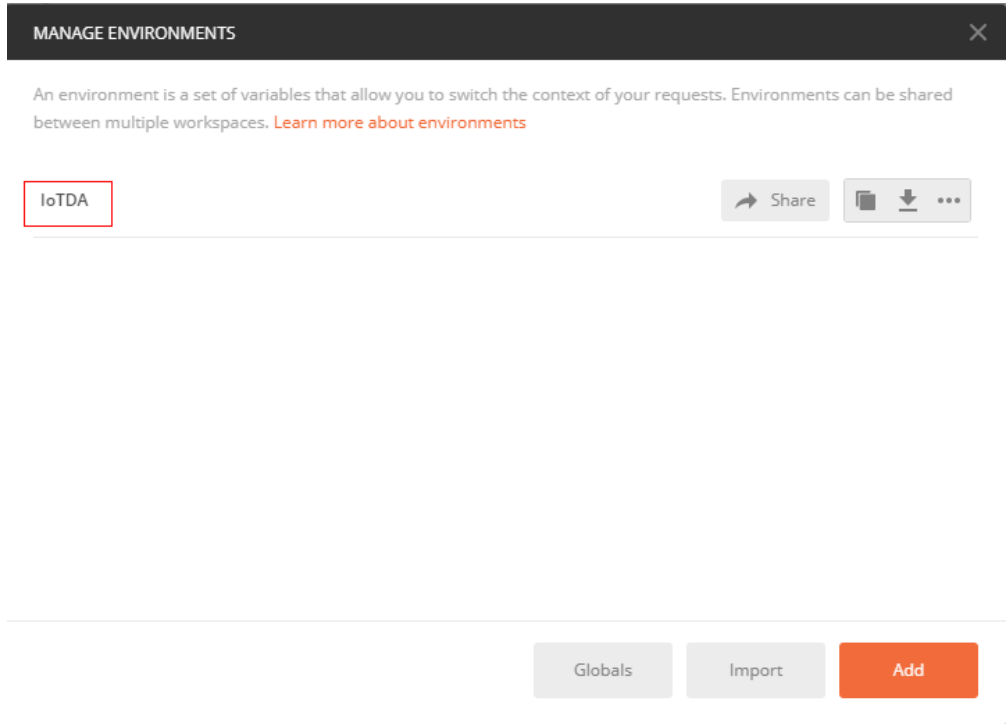 MANAGE ENVIRONMENTS
An environment is a set of variables that allow you to switch the context of your requests. Environments can be shared
between multiple workspaces. Learn more about environments
IoTDA
Share
Globals
Import
Add